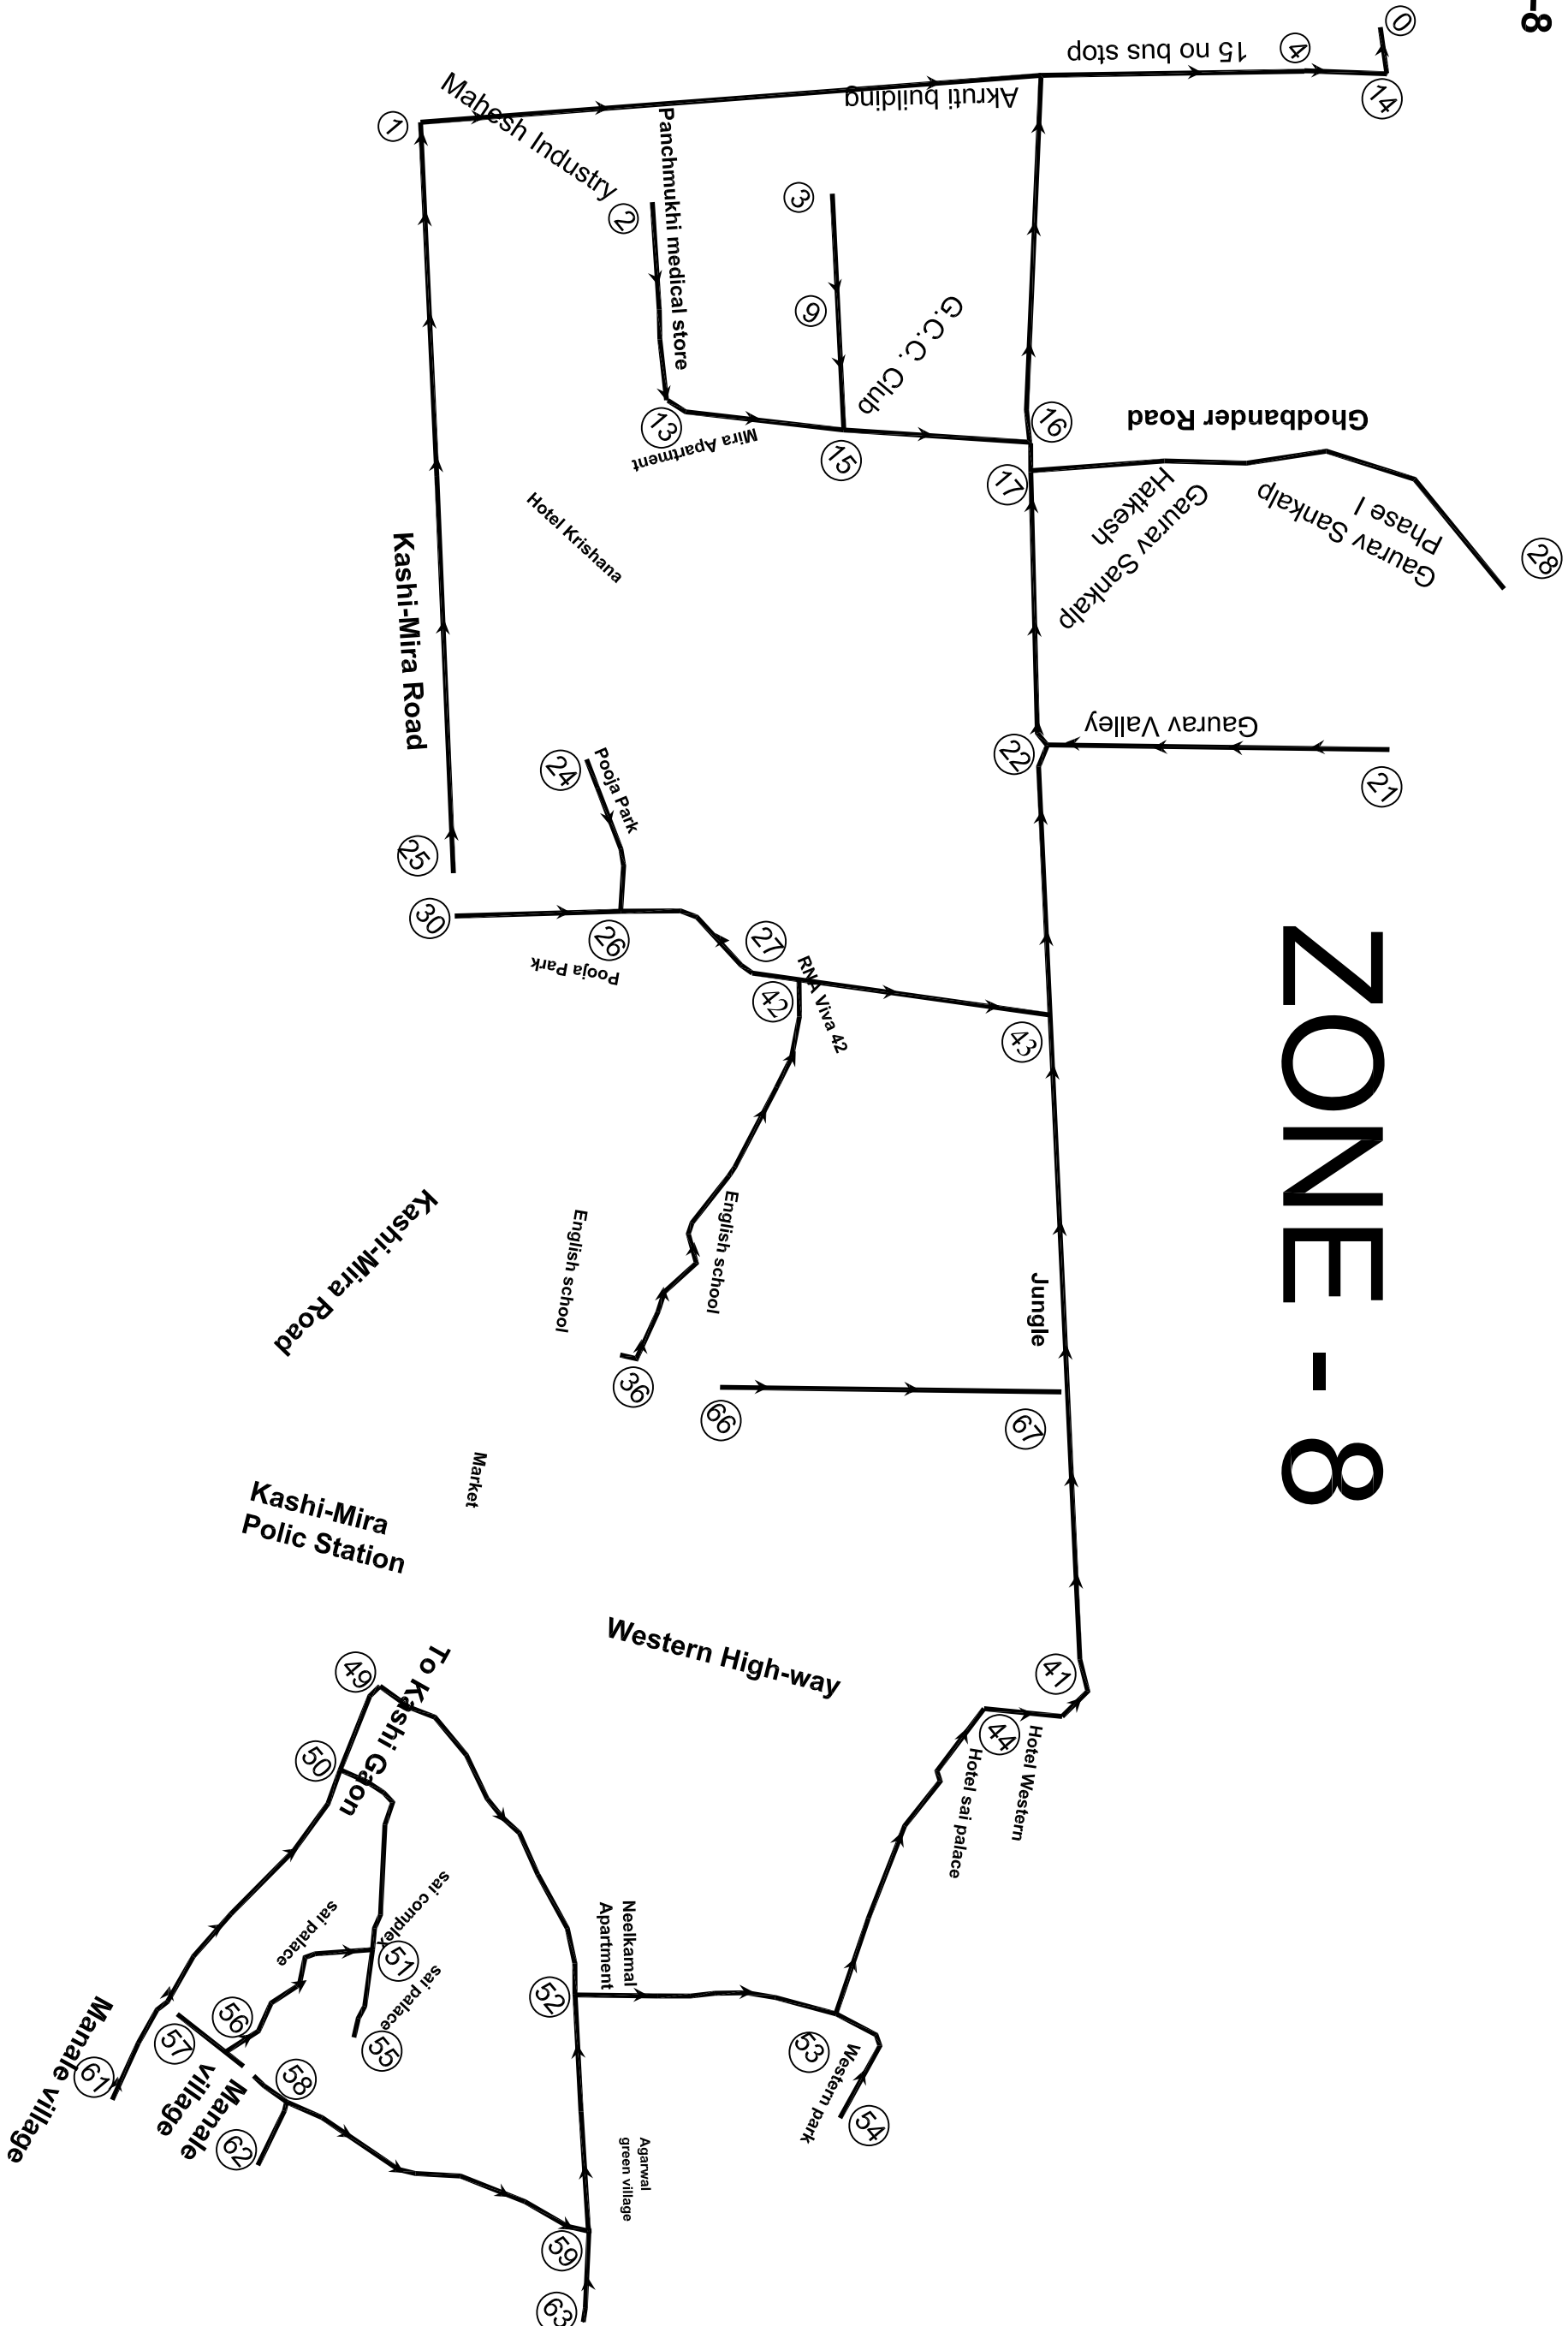 -8
0
15 no bus stop
4
14
1
Mahesh Industry
Akruti building
2
Panchmukhi medical store
3
9
G.C.C. Club
13
Mira Apartment
15
16
17
Ghodbander Road
Hatkesh
Gaurav Sankalp
Gaurav Sankalp
Phase I
28
Hotel Krishana
Kashi-Mira Road
22
Gaurav Valley
21
24
Pooja Park
25
30
26
Pooja Park
27
42
RNA Viva 42
43
ZONE - 8
Kashi-Mira Road
English school
English school
Jungle
36
66
67
Market
Kashi-Mira
Polic Station
Western High-way
41
44
Hotel Western
Hotel sai palace
49
To Kashi Gaon
50
sai complex
sai palace
51
sai palace
55
56
57
Manale
village
58
61
Manale village
62
Neelkamal
Apartment
52
53
Western park
54
Agarwal
green village
59
63